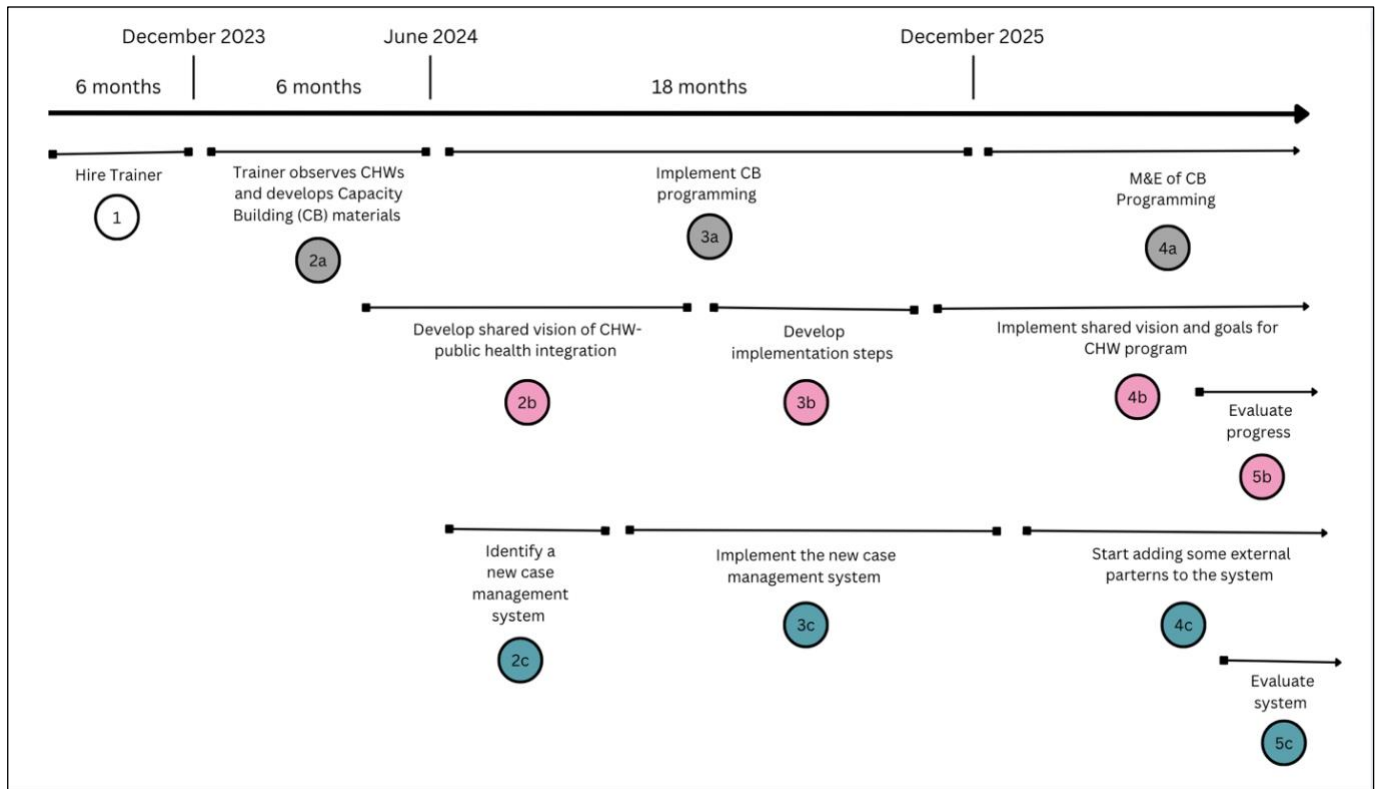 December 2023
June 2024
December 2025
6 months
6 months
18 months
Hire Trainer
1
Trainer observes CHWs
and develops Capacity
Building (CB) materials
2a
Implement CB
programming
3a
M&E of CB
Programming
4a
Develop shared vision of CHW-
public health integration
2b
Develop
implementation steps
3b
Implement shared vision and goals for
CHW program
4b
Evaluate
progress
5b
Identify a
new case
management
system
2c
Implement the new case
management system
3c
Start adding some external
parterns to the system
4c
Evaluate
system
5c